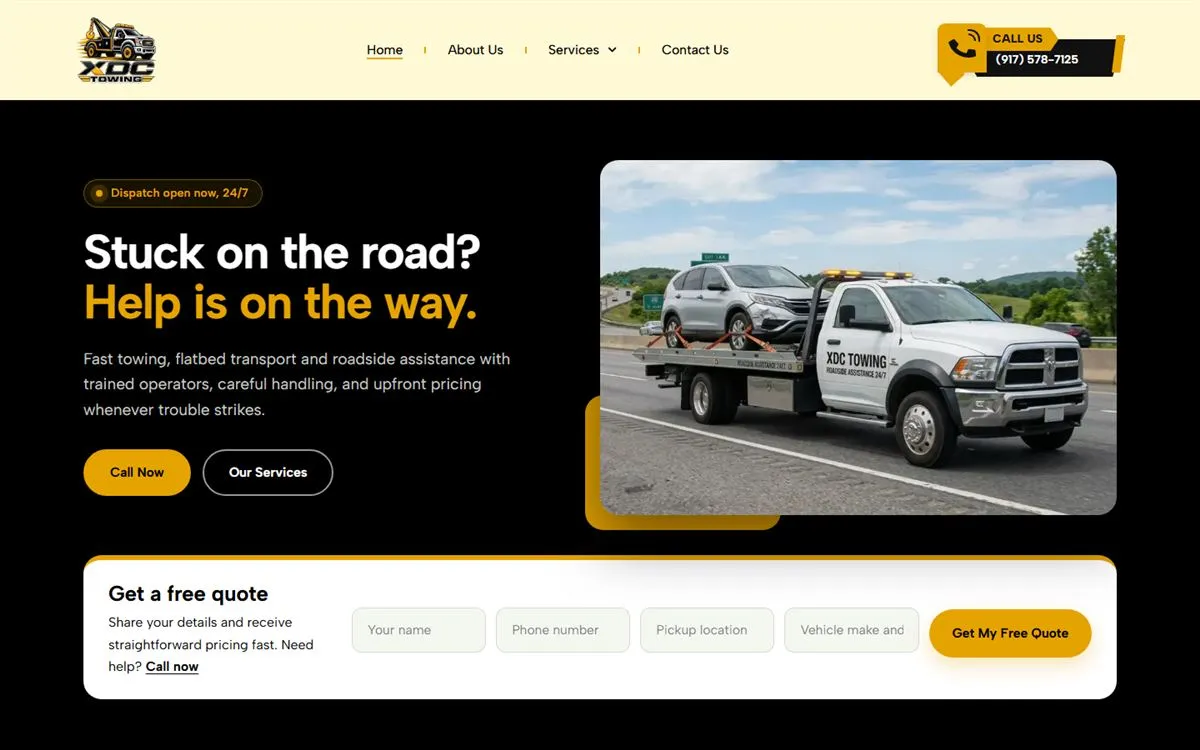 XDC
TOWING
Home
About Us
Services
Contact Us
CALL US
(917) 578-7125
Dispatch open now, 24/7
Stuck on the road?
Help is on the way.
Fast towing, flatbed transport and roadside assistance with
trained operators, careful handling, and upfront pricing
whenever trouble strikes.
Call Now
Our Services
XDC TOWING
ROADSIDE ASSISTANCE 24/7
ROADSIDE ASSISTANCE 24/7
Get a free quote
Share your details and receive
straightforward pricing fast. Need
help? Call now
Your name
Phone number
Pickup location
Vehicle make and
Get My Free Quote